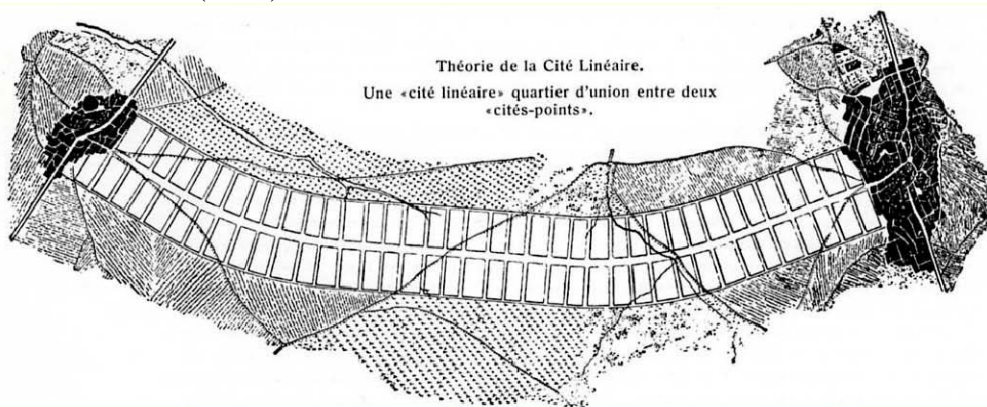 Théorie de la Cité Linéaire.
Une «cité linéaire» quartier d'union entre deux
«cités-points».